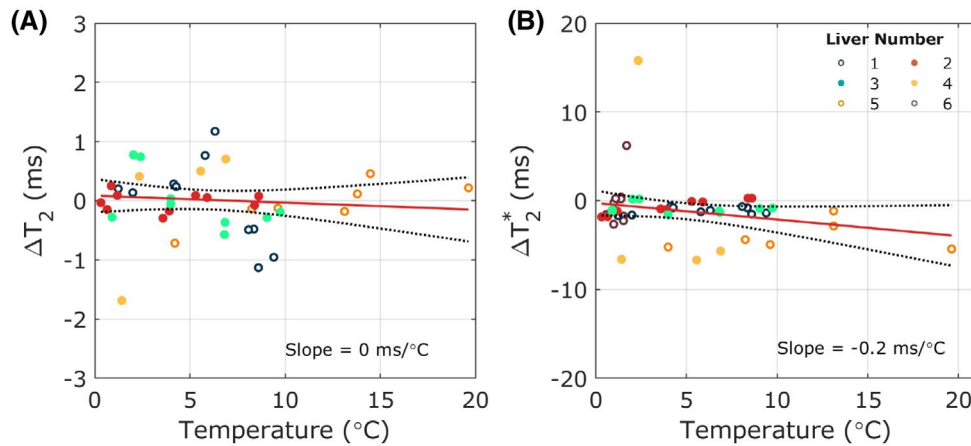 (A)
3
2
1
0
-1
-2
-3
ΔT2 (ms)
Slope = 0 ms/°C
0 5 10 15 20
Temperature (°C)
(B)
20
10
0
-10
-20
ΔT2* (ms)
Liver Number
1 2
3 4
5 6
Slope = -0.2 ms/°C
0 5 10 15 20
Temperature (°C)